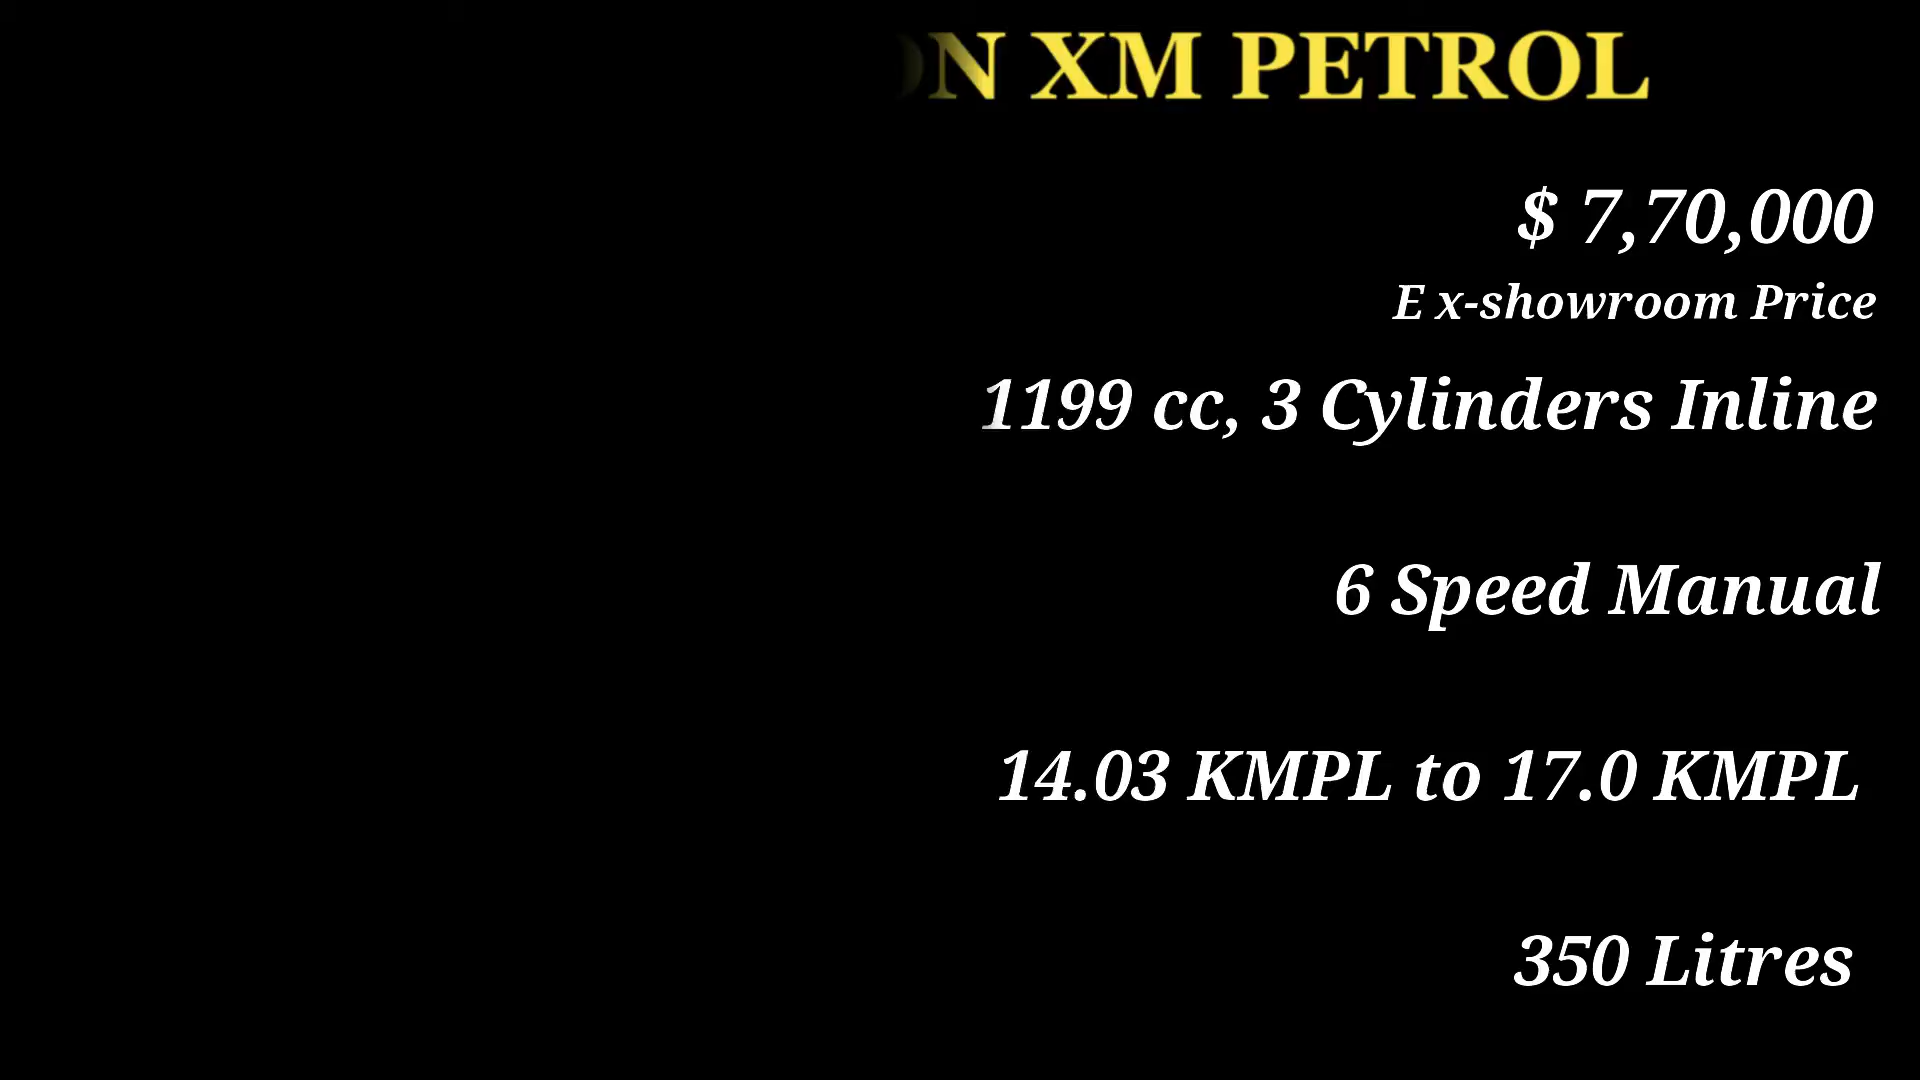 N XM PETROL
$ 7,70,000
E x-showroom Price
1199 cc, 3 Cylinders Inline
6 Speed Manual
14.03 KMPL to 17.0 KMPL
350 Litres